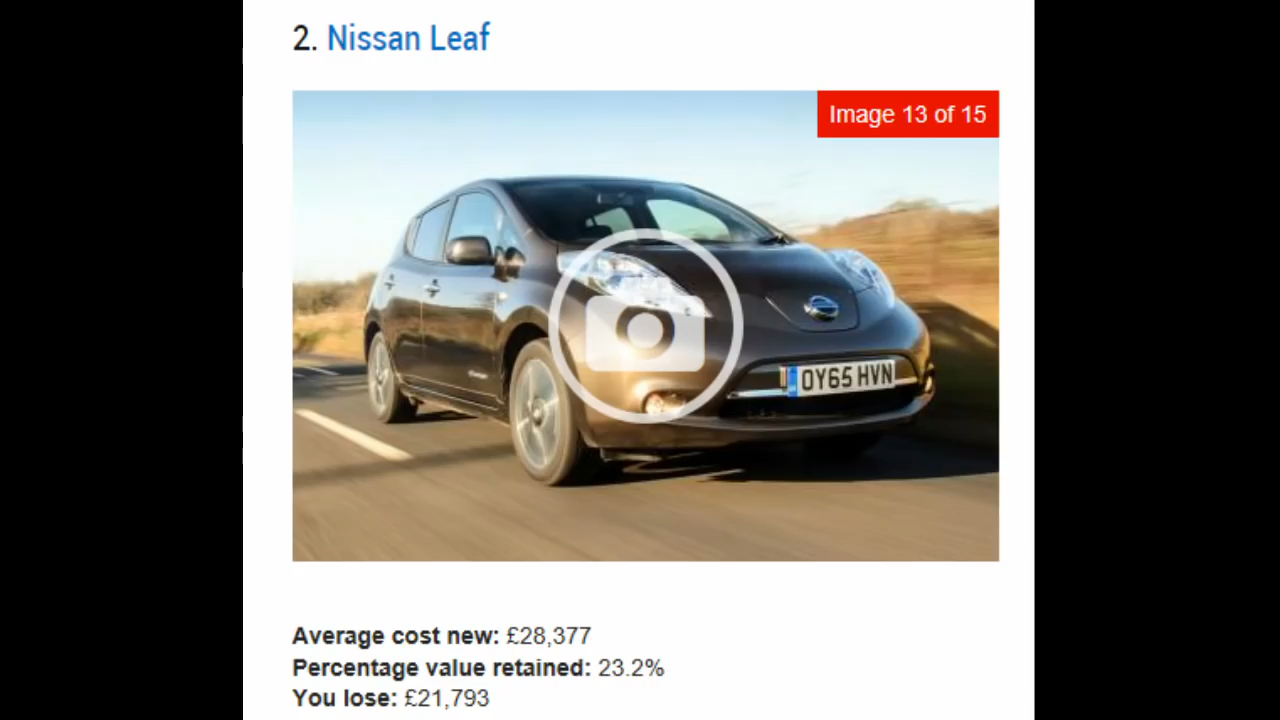 2. Nissan Leaf
Image 13 of 15
OY65 HVN
Average cost new: £28,377
Percentage value retained: 23.2%
You lose: £21,793